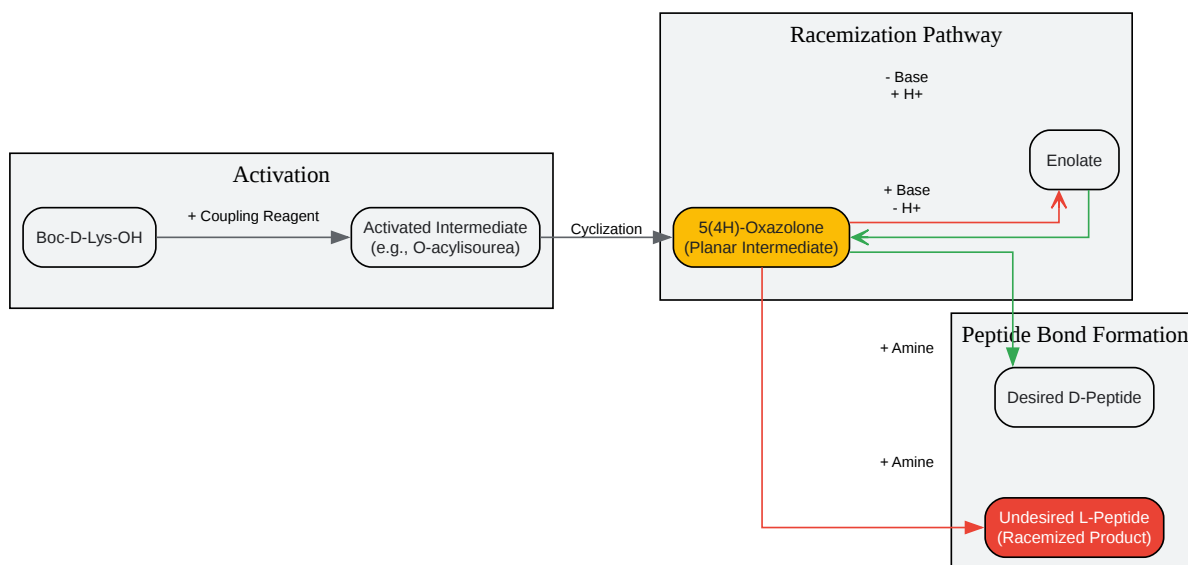 Racemization Pathway
- Base
+ H+
Enolate
Activation
Boc-D-Lys-OH
+ Coupling Reagent
Activated Intermediate
(e.g., O-acylisourea)
Cyclization
+ Base
- H+
5(4H)-Oxazolone
(Planar Intermediate)
Peptide Bond Formation
+ Amine
Desired D-Peptide
+ Amine
Undesired L-Peptide
(Racemized Product)